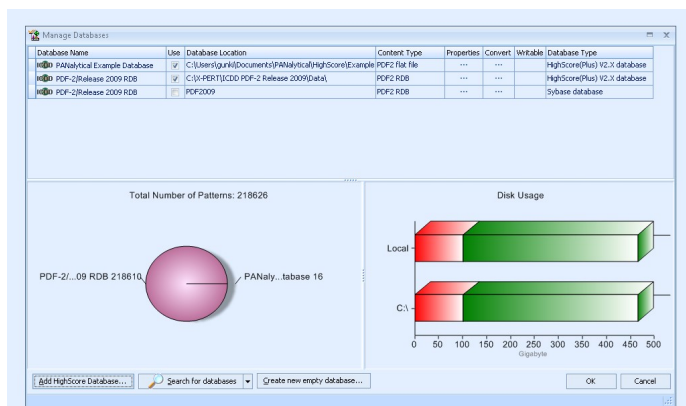 Manage Databases
Database Name Use Database Location Content Type Properties Convert Writable Database Type
PANalytical Example Database C:\Users\gunki\Documents\PANalytical\HighScore\Example PDF2 flat file ... ... HighScore(Plus) V2.X database
PDF-2/Release 2009 RDB C:\X-PERT\ICDD PDF-2 Release 2009\Data\ PDF2 RDB ... ... HighScore(Plus) V2.X database
PDF-2/Release 2009 RDB PDF2009 PDF2 RDB ... ... Sybase database
Total Number of Patterns: 218626
PDF-2/...09 RDB 218610
PANaly...tabase 16
Disk Usage
Local
C:\
0 50 100 150 200 250 300 350 400 450 500
Gigabyte
Add HighScore Database... Search for databases Create new empty database... OK Cancel